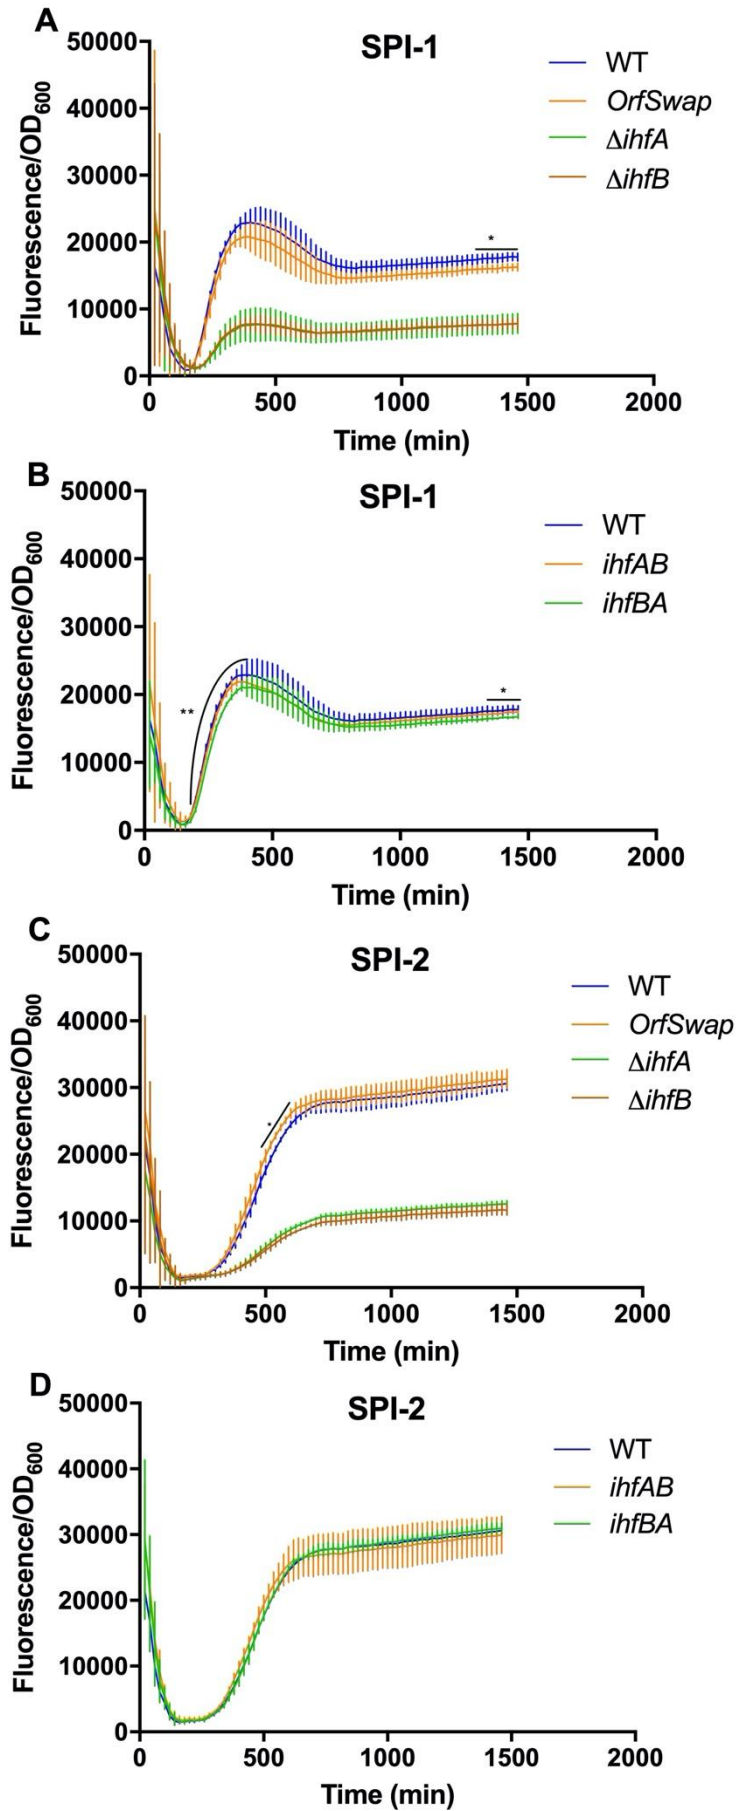 A
SPI-1
Fluorescence/OD600
50000
40000
30000
20000
10000
0
0 500 1000 1500 2000
Time (min)
WT
OrfSwap
ΔihfA
ΔihfB
*
B
SPI-1
Fluorescence/OD600
50000
40000
30000
20000
10000
0
0 500 1000 1500 2000
Time (min)
WT
ihfAB
ihfBA
**
*
C
SPI-2
Fluorescence/OD600
50000
40000
30000
20000
10000
0
0 500 1000 1500 2000
Time (min)
WT
OrfSwap
ΔihfA
ΔihfB
*
D
SPI-2
Fluorescence/OD600
50000
40000
30000
20000
10000
0
0 500 1000 1500 2000
Time (min)
WT
ihfAB
ihfBA